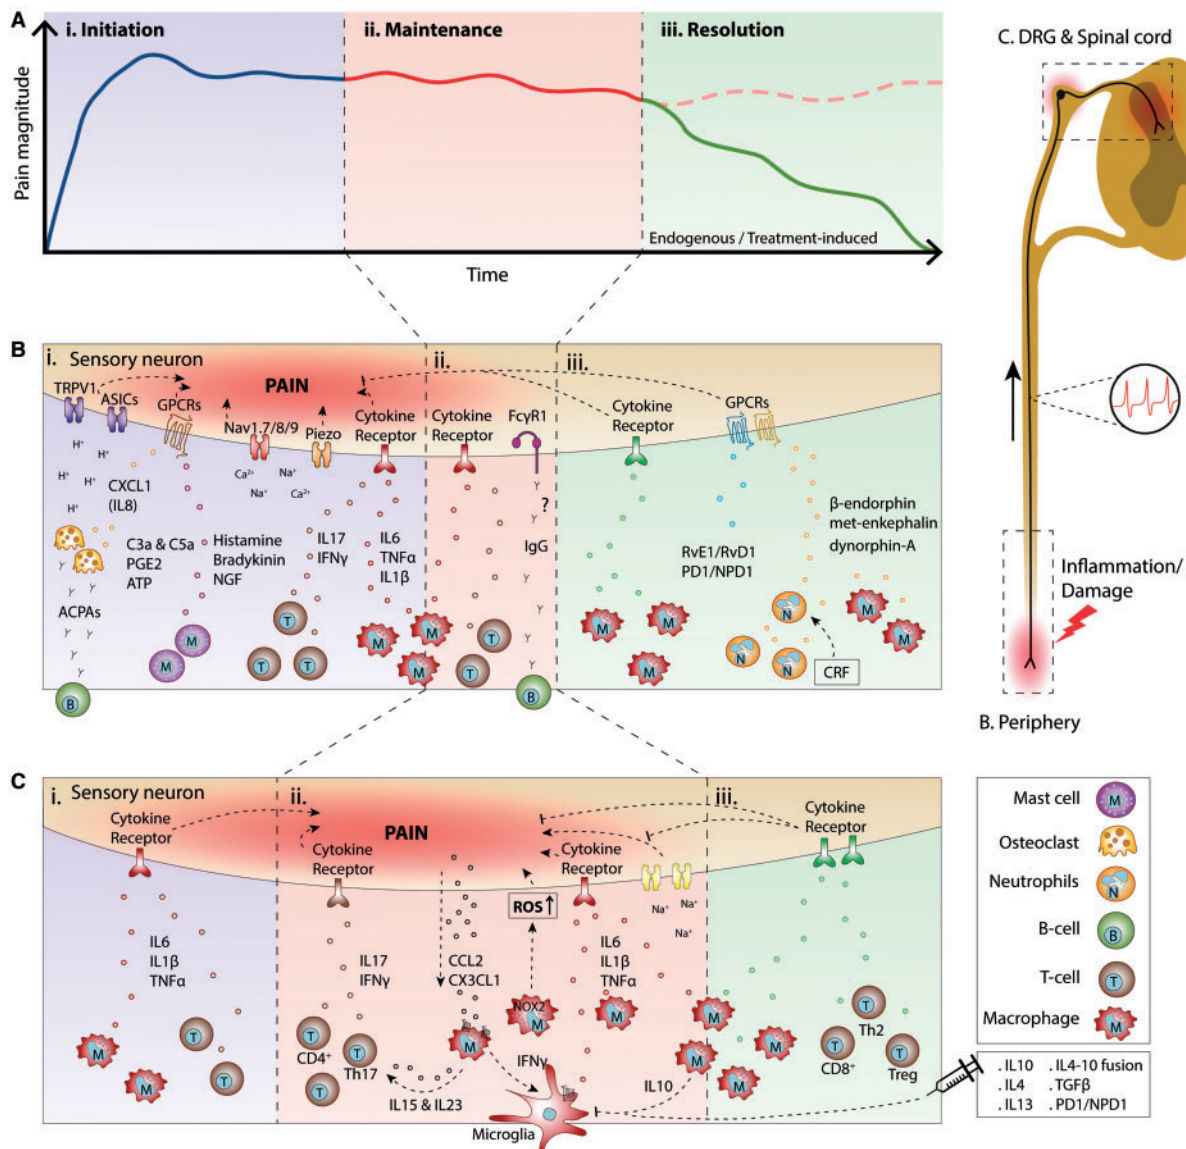 A
i. Initiation
ii. Maintenance
iii. Resolution
Pain magnitude
Endogenous / Treatment-induced
Time
C. DRG & Spinal cord
Inflammation/
Damage
B. Periphery
B
i. Sensory neuron
ii.
iii.
PAIN
TRPV1
ASICs
GPCRs
Nav1.7/8/9
Piezo
Cytokine
Receptor
Cytokine
Receptor
FcγR1
Cytokine
Receptor
GPCRs
H⁺
H⁺
H⁺
H⁺
H⁺
Ca²⁺
Na⁺
Na⁺
Ca²⁺
CXCL1
(IL8)
C3a & C5a
PGE2
ATP
Histamine
Bradykinin
NGF
IL17
IFNγ
IL6
TNFα
IL1β
?
IgG
RvE1/RvD1
PD1/NPD1
β-endorphin
met-enkephalin
dynorphin-A
ACPAs
Y Y Y
Y Y
Y
Y
B
M
M
T
T
T
M
M
M
T
B
M
M
M
N
N
N
CRF
M
M
C
i. Sensory neuron
ii.
iii.
Cytokine
Receptor
PAIN
Cytokine
Receptor
Cytokine
Receptor
Cytokine
Receptor
ROS↑
Na⁺
Na⁺
Na⁺
IL6
IL1β
TNFα
IL17
IFNγ
CCL2
CX3CL1
IL6
IL1β
TNFα
NOX2
M
M
M
T
T
T
T
CD4⁺
T
Th17
T
M
M
M
IL15 & IL23
IFNγ
Microglia
IL10
M
M
M
M
T
Th2
T
CD8⁺
T
Treg
Mast cell
M
Osteoclast
Neutrophils
N
B-cell
B
T-cell
T
Macrophage
M
. IL10 . IL4-10 fusion
. IL4 . TGFβ
. IL13 . PD1/NPD1